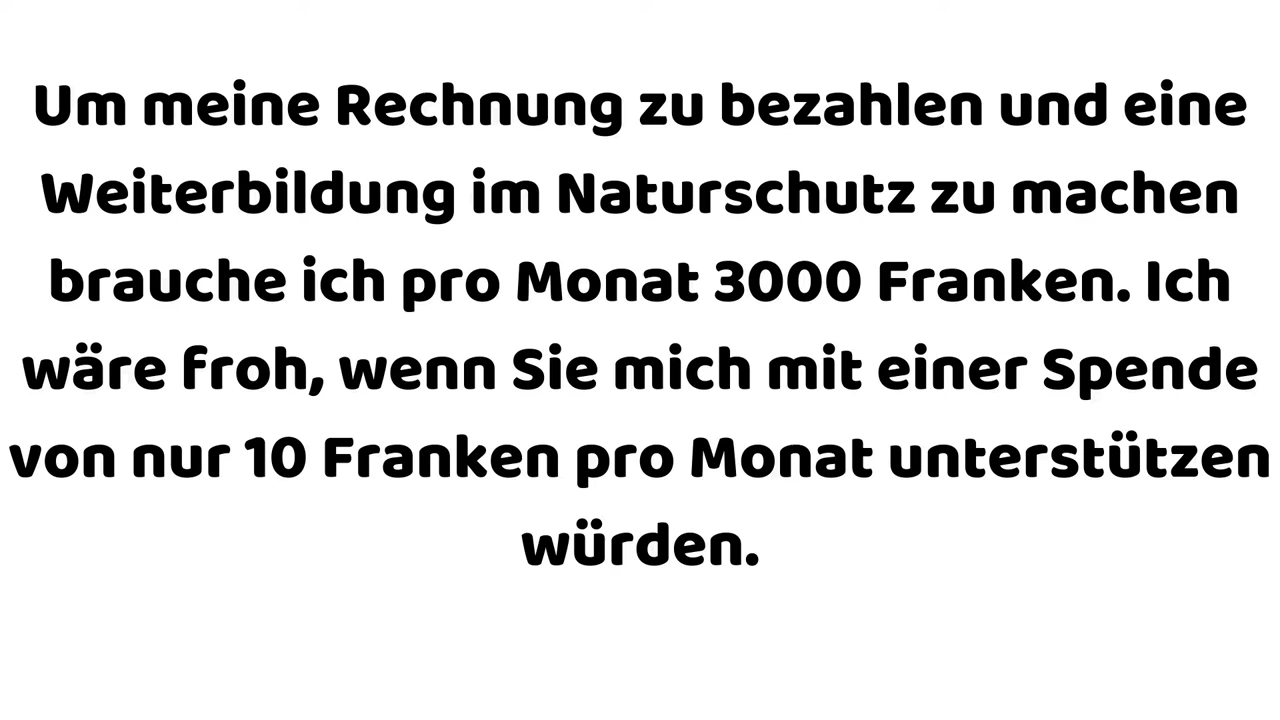 Um meine Rechnung zu bezahlen und eine
Weiterbildung im Naturschutz zu machen
brauche ich pro Monat 3000 Franken. Ich
wäre froh, wenn Sie mich mit einer Spende
von nur 10 Franken pro Monat unterstützen
würden.